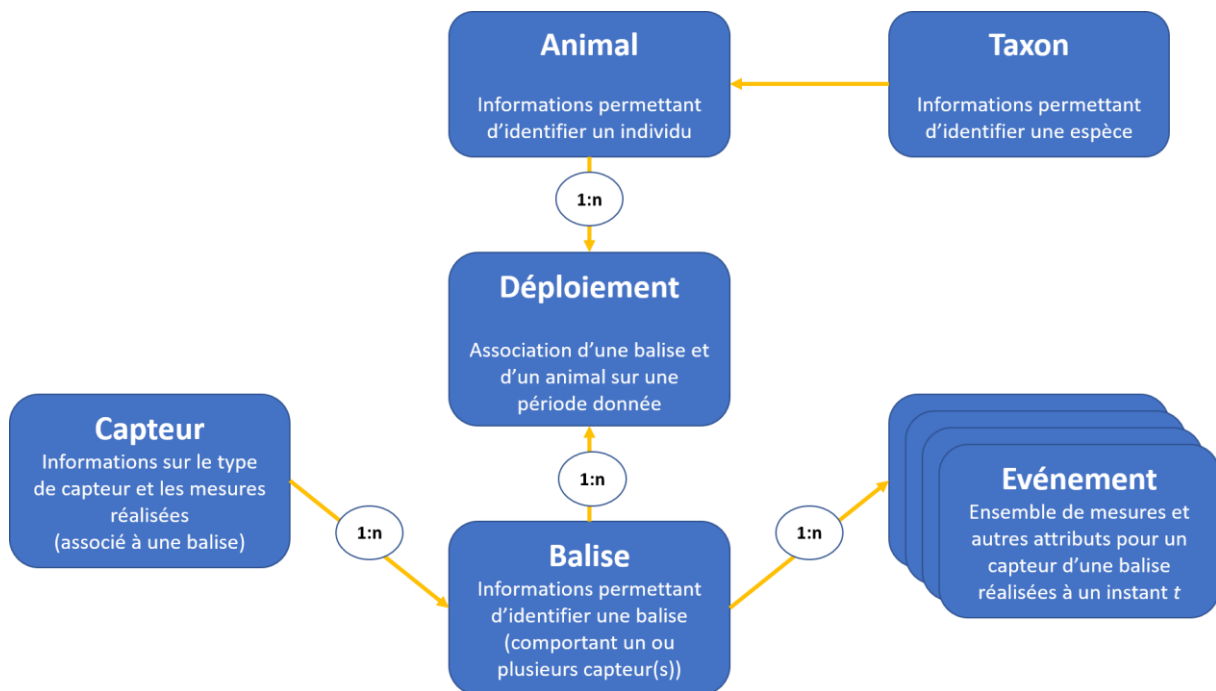 Animal
Informations permettant
d'identifier un individu
Taxon
Informations permettant
d'identifier une espèce
1:n
Déploiement
Association d'une balise et
d'un animal sur une
période donnée
Capteur
Informations sur le type
de capteur et les mesures
réalisées
(associé à une balise)
1:n
1:n
1:n
Balise
Informations permettant
d'identifier une balise
(comportant un ou
plusieurs capteur(s))
Evénement
Ensemble de mesures et
autres attributs pour un
capteur d'une balise
réalisées à un instant t